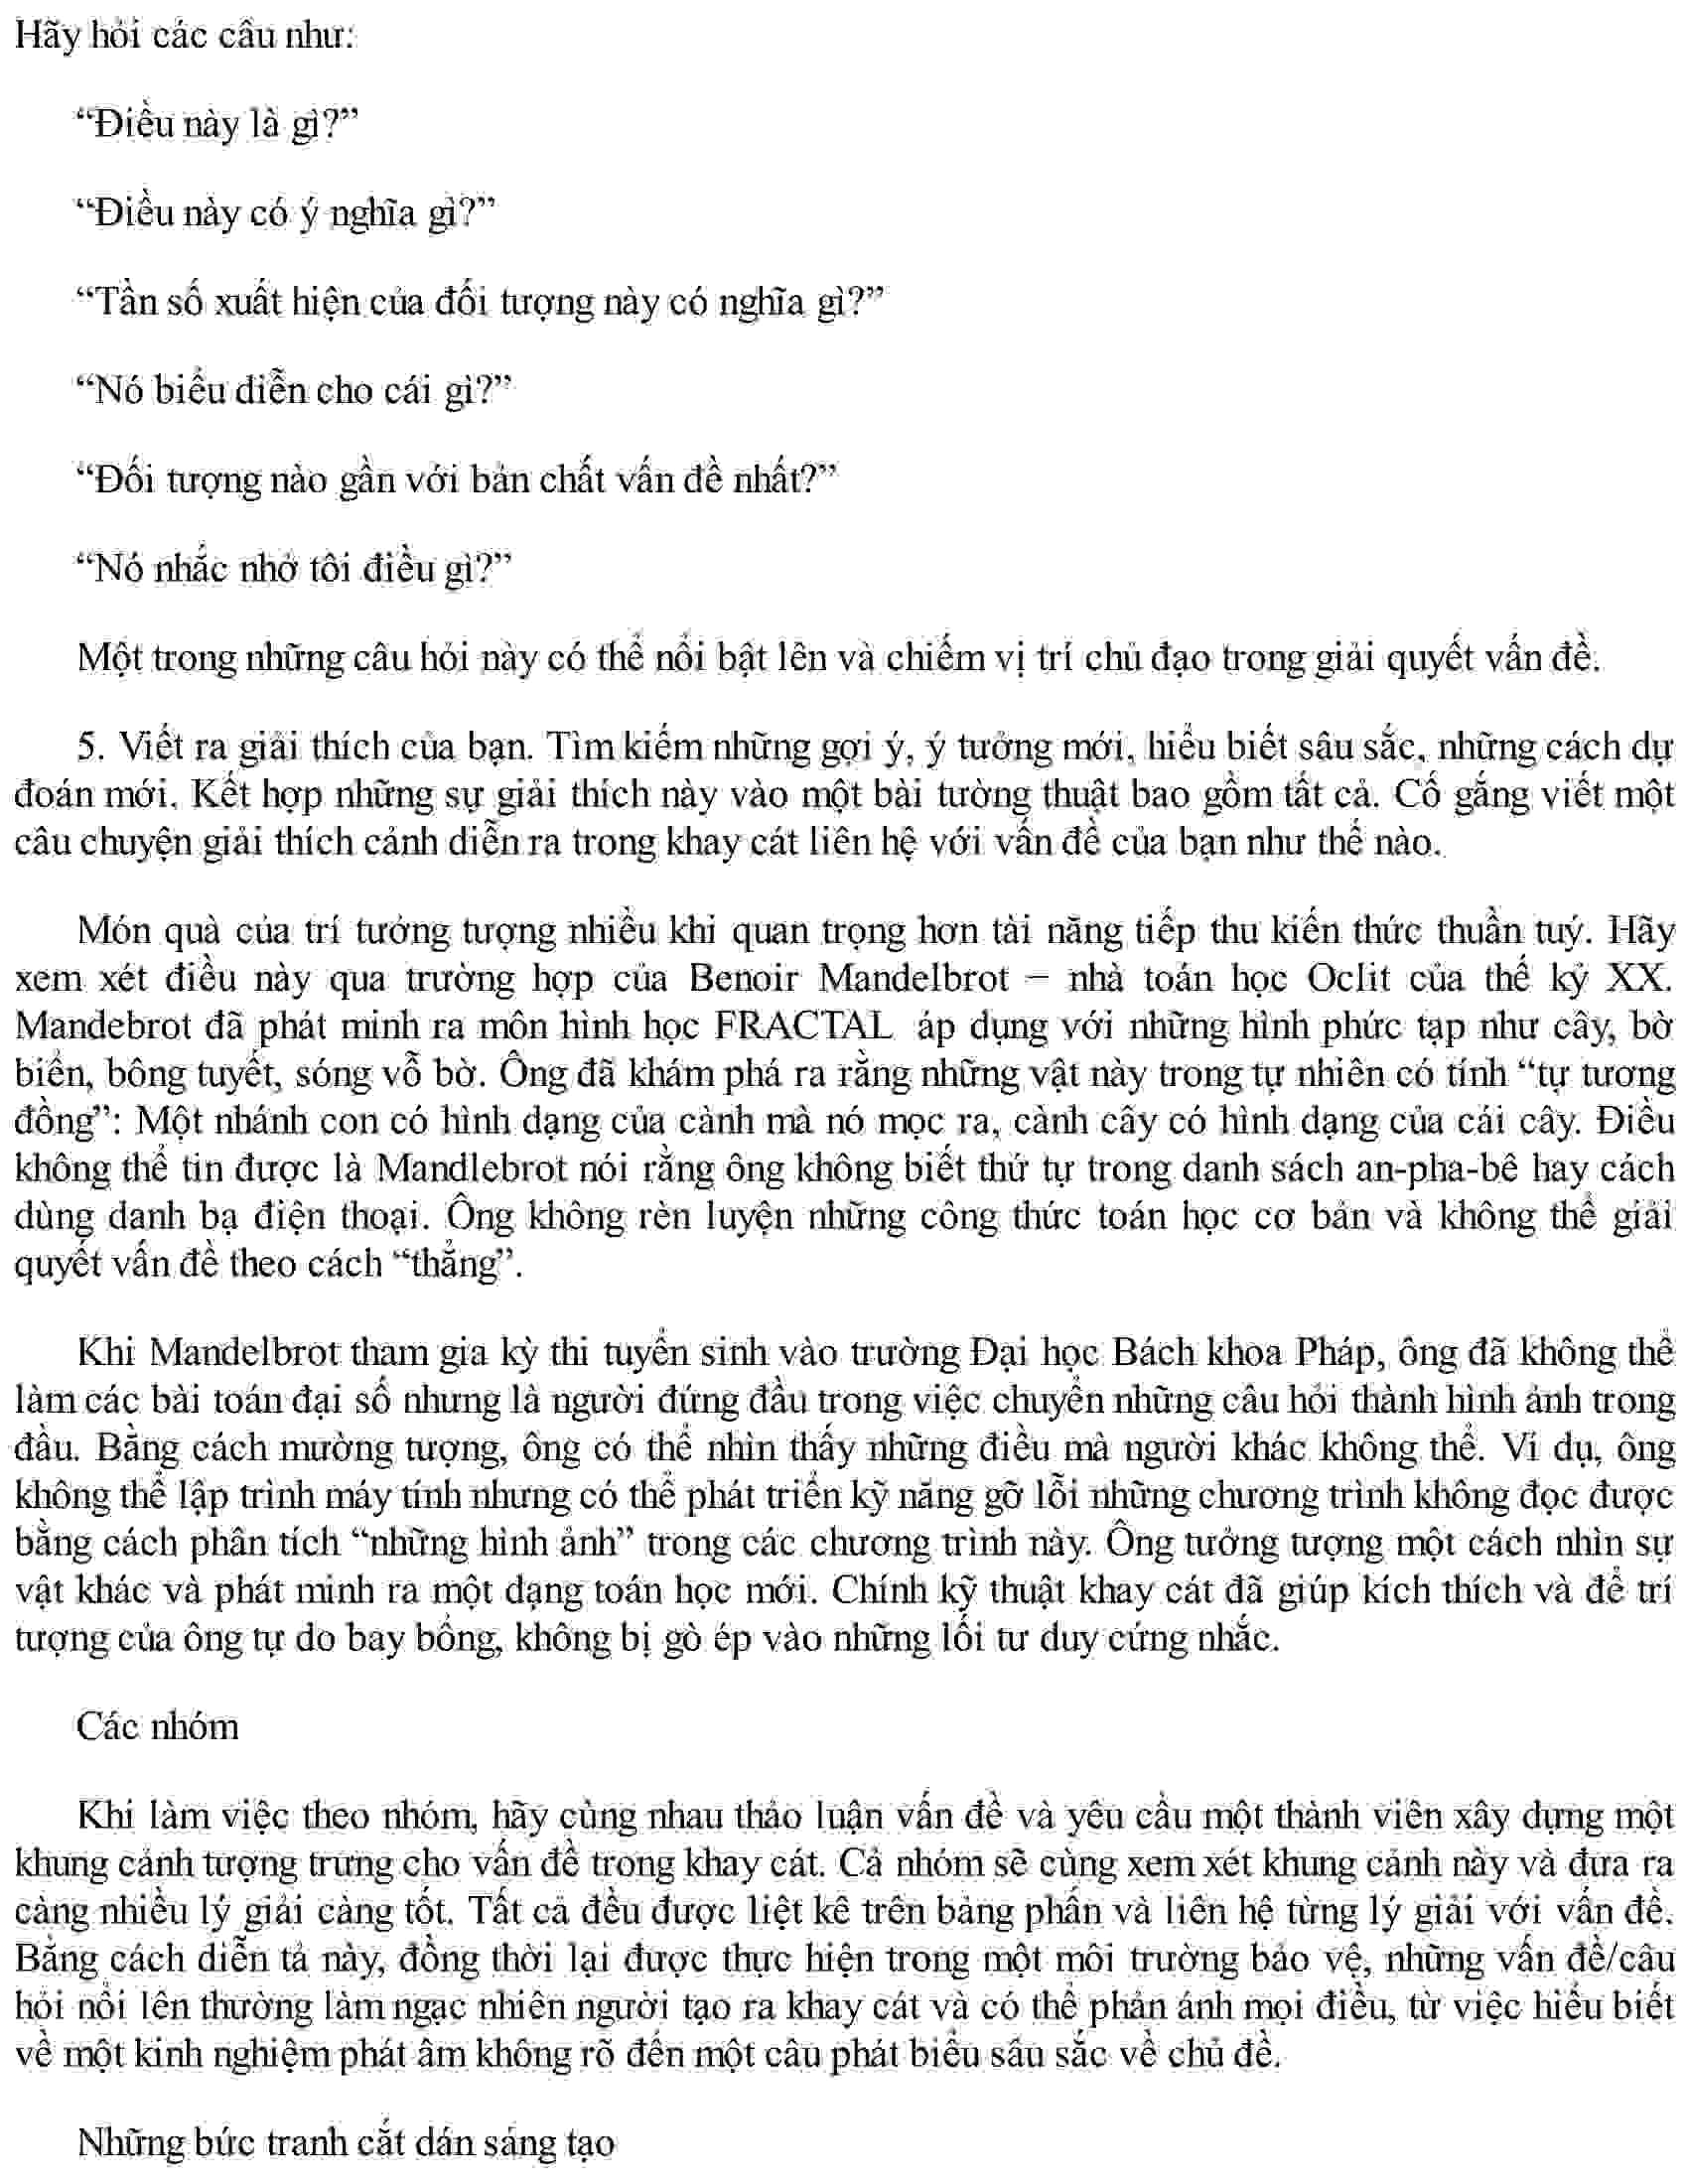 Hãy hỏi các câu như:
“Điều này là gì?”
“Điều này có ý nghĩa gì?”
“Tần số xuất hiện của đối tượng này có nghĩa gì?”
“Nó biểu diễn cho cái gì?”
“Đối tượng nào gần với bản chất vấn đề nhất?”
“Nó nhắc nhở tôi điều gì?”
Một trong những câu hỏi này có thể nổi bật lên và chiếm vị trí chủ đạo trong giải quyết vấn đề.
5. Viết ra giải thích của bạn. Tìm kiếm những gợi ý, ý tưởng mới, hiểu biết sâu sắc, những cách dự
đoán mới. Kết hợp những sự giải thích này vào một bài tường thuật bao gồm tất cả. Cố gắng viết một
câu chuyện giải thích cảnh diễn ra trong khay cát liên hệ với vấn đề của bạn như thế nào.
Món quà của trí tưởng tượng nhiều khi quan trọng hơn tài năng tiếp thu kiến thức thuần tuý. Hãy
xem xét điều này qua trường hợp của Benoir Mandelbrot – nhà toán học Oclit của thế kỷ XX.
Mandebrot đã phát minh ra môn hình học FRACTAL áp dụng với những hình phức tạp như cây, bờ
biển, bông tuyết, sóng vỗ bờ. Ông đã khám phá ra rằng những vật này trong tự nhiên có tính “tự tương
đồng”: Một nhánh con có hình dạng của cành mà nó mọc ra, cành cây có hình dạng của cái cây. Điều
không thể tin được là Mandlebrot nói rằng ông không biết thứ tự trong danh sách an-pha-bê hay cách
dùng danh bạ điện thoại. Ông không rèn luyện những công thức toán học cơ bản và không thể giải
quyết vấn đề theo cách “thẳng”.
Khi Mandelbrot tham gia kỳ thi tuyển sinh vào trường Đại học Bách khoa Pháp, ông đã không thể
làm các bài toán đại số nhưng là người đứng đầu trong việc chuyển những câu hỏi thành hình ảnh trong
đầu. Bằng cách mường tượng, ông có thể nhìn thấy những điều mà người khác không thể. Ví dụ, ông
không thể lập trình máy tính nhưng có thể phát triển kỹ năng gỡ lỗi những chương trình không đọc được
bằng cách phân tích “những hình ảnh” trong các chương trình này. Ông tưởng tượng một cách nhìn sự
vật khác và phát minh ra một dạng toán học mới. Chính kỹ thuật khay cát đã giúp kích thích và để trí
tượng của ông tự do bay bổng, không bị gò ép vào những lối tư duy cứng nhắc.
Các nhóm
Khi làm việc theo nhóm, hãy cùng nhau thảo luận vấn đề và yêu cầu một thành viên xây dựng một
khung cảnh tượng trưng cho vấn đề trong khay cát. Cả nhóm sẽ cùng xem xét khung cảnh này và đưa ra
càng nhiều lý giải càng tốt. Tất cả đều được liệt kê trên bảng phấn và liên hệ từng lý giải với vấn đề.
Bằng cách diễn tả này, đồng thời lại được thực hiện trong một môi trường bảo vệ, những vấn đề/câu
hỏi nổi lên thường làm ngạc nhiên người tạo ra khay cát và có thể phản ánh mọi điều, từ việc hiểu biết
về một kinh nghiệm phát âm không rõ đến một câu phát biểu sâu sắc về chủ đề.
Những bức tranh cắt dán sáng tạo